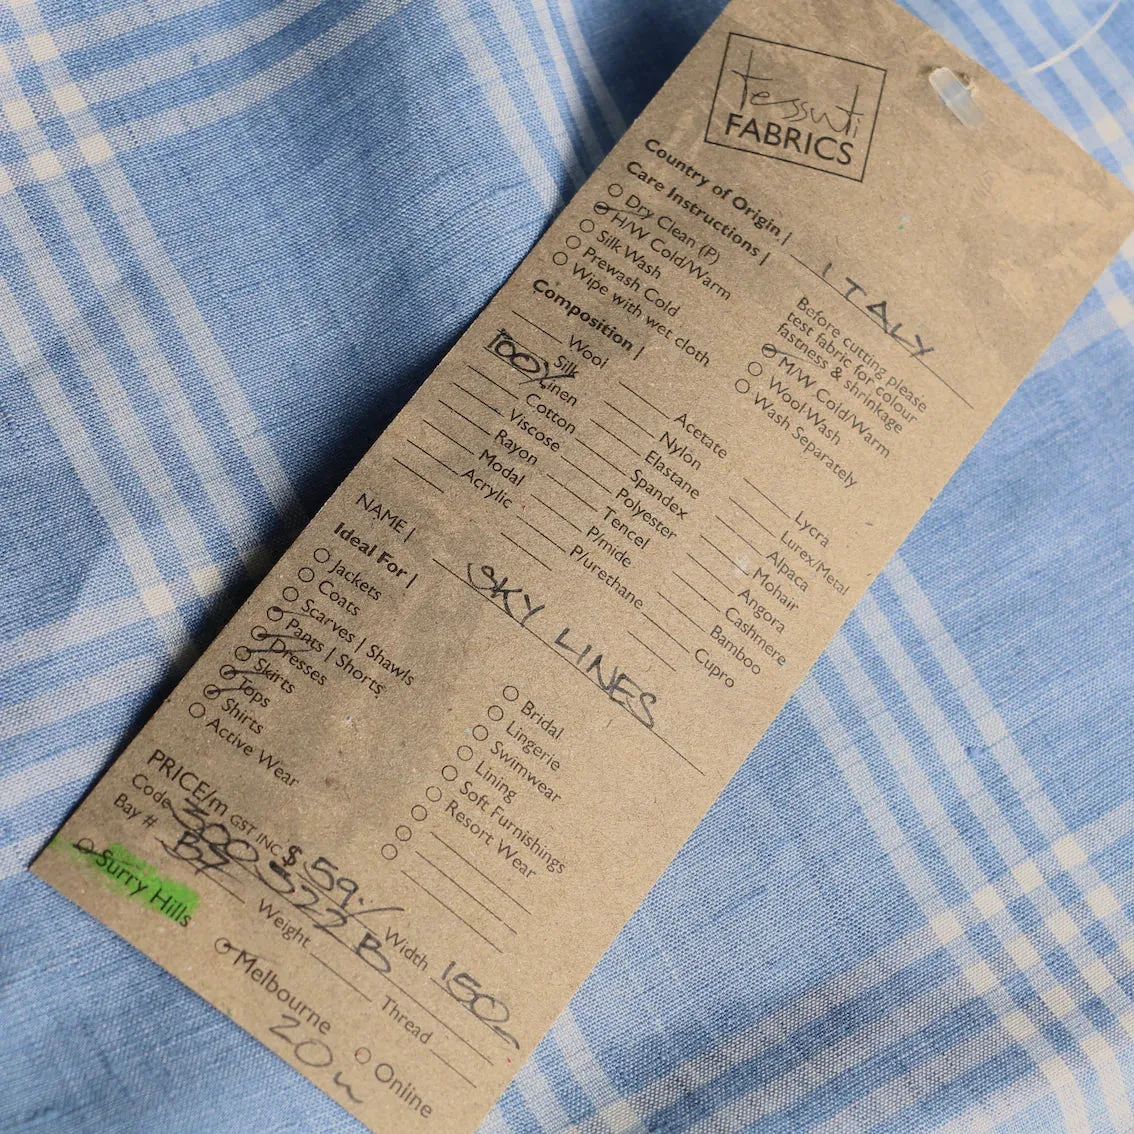 tessuti
FABRICS
Country of Origin | ITALY
Care Instructions |
Dry Clean (P)
H/W Cold/Warm
Silk Wash
Prewash Cold
Wipe with wet cloth
Before cutting please
test fabric for colour
fastness & shrinkage
M/W Cold/Warm
Wool Wash
Wash Separately
Composition |
Wool
Silk
100% Linen
Cotton
Viscose
Rayon
Modal
Acrylic
Acetate
Nylon
Elastane
Spandex
Polyester
Tencel
P/mide
P/urethane
Lycra
Lurex/Metal
Alpaca
Mohair
Angora
Cashmere
Bamboo
Cupro
NAME | SKY LINES
Ideal For |
Jackets
Coats
Scarves | Shawls
Pants | Shorts
Dresses
Skirts
Tops
Shirts
Active Wear
Bridal
Lingerie
Swimwear
Lining
Soft Furnishings
Resort Wear
PRICE/m GST INC. $ 59./ Width 150
Code 300322B Thread
Bay # B7 Weight
Surry Hills Melbourne Online
20m